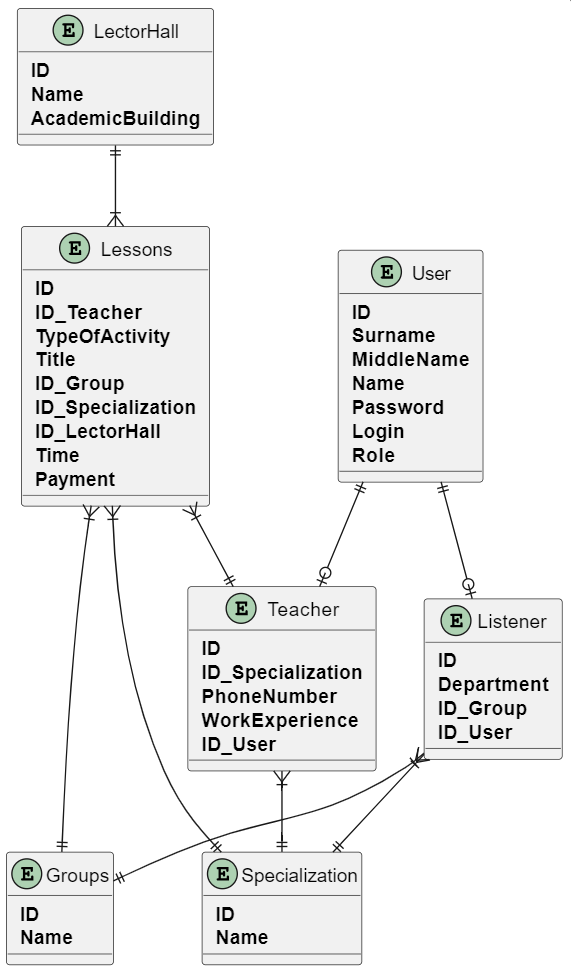 E LectorHall
ID
Name
AcademicBuilding
E Lessons
ID
ID_Teacher
TypeOfActivity
Title
ID_Group
ID_Specialization
ID_LectorHall
Time
Payment
E User
ID
Surname
MiddleName
Name
Password
Login
Role
E Teacher
ID
ID_Specialization
PhoneNumber
WorkExperience
ID_User
E Listener
ID
Department
ID_Group
ID_User
E Groups
ID
Name
E Specialization
ID
Name